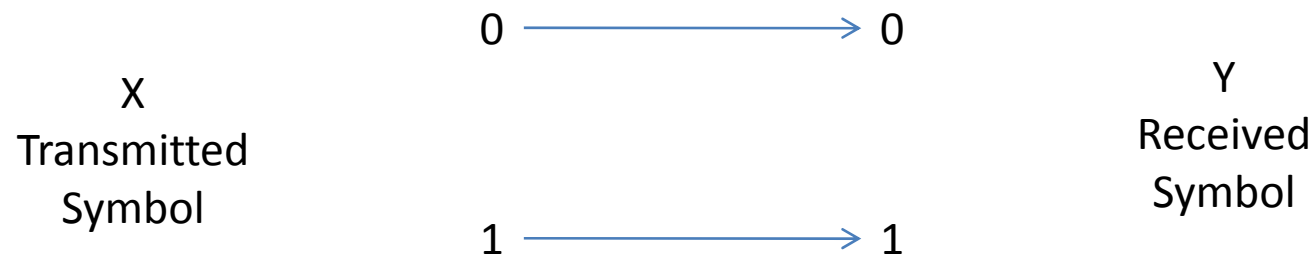 0 0
X
Transmitted
Symbol
Y
Received
Symbol
1 1